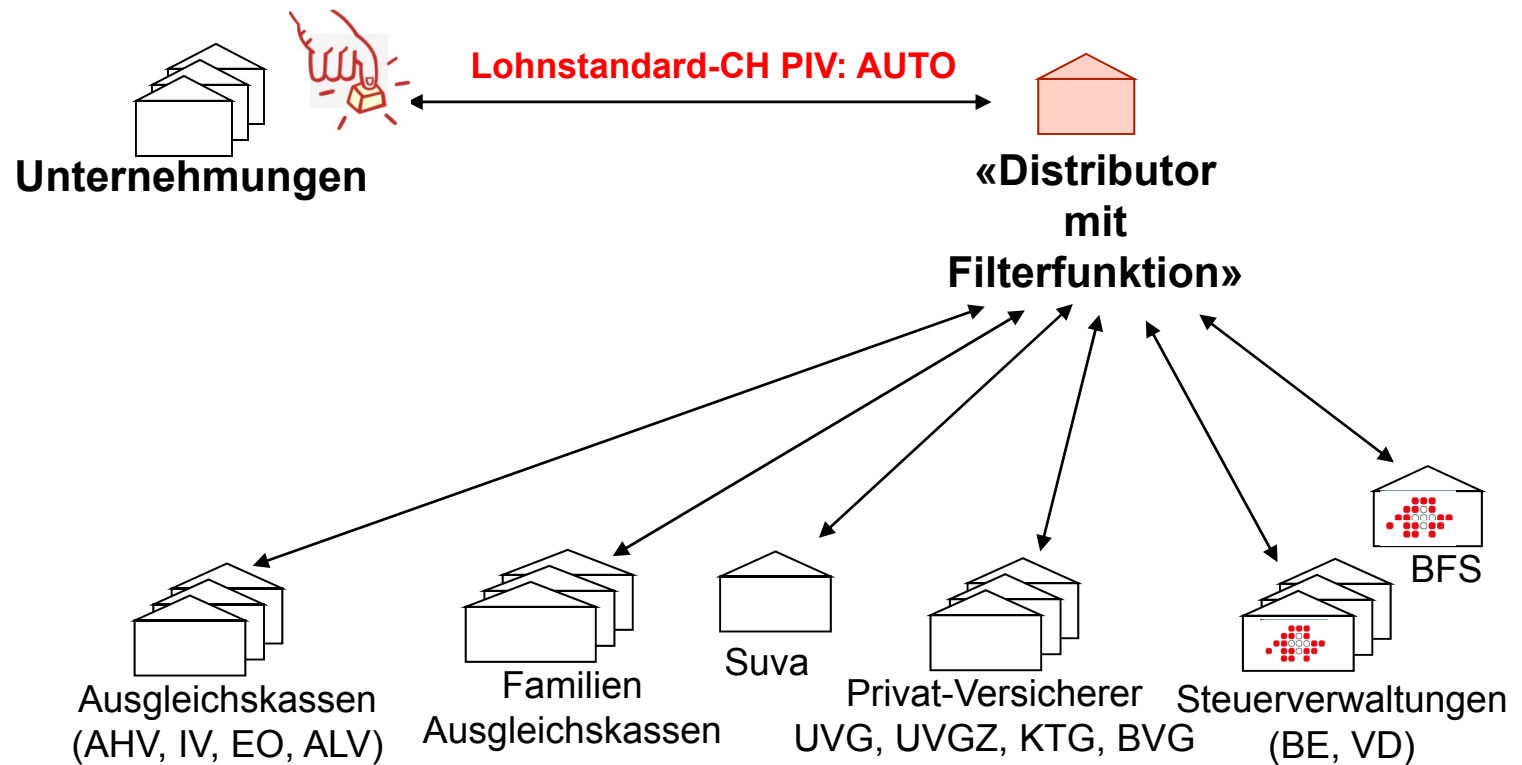 Lohnstandard-CH PIV: AUTO
Unternehmungen
«Distributor
mit
Filterfunktion»
BFS
Ausgleichskassen
(AHV, IV, EO, ALV)
Familien
Ausgleichskassen
Suva
Privat-Versicherer
UVG, UVGZ, KTG, BVG
Steuerverwaltungen
(BE, VD)